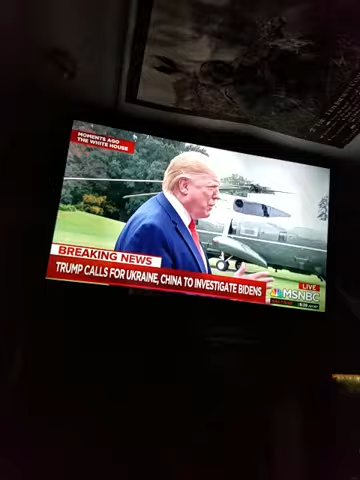 MOMENTS AGO
THE WHITE HOUSE
BREAKING NEWS
TRUMP CALLS FOR UKRAINE, CHINA TO INVESTIGATE BIDENS
LIVE
MSNBC